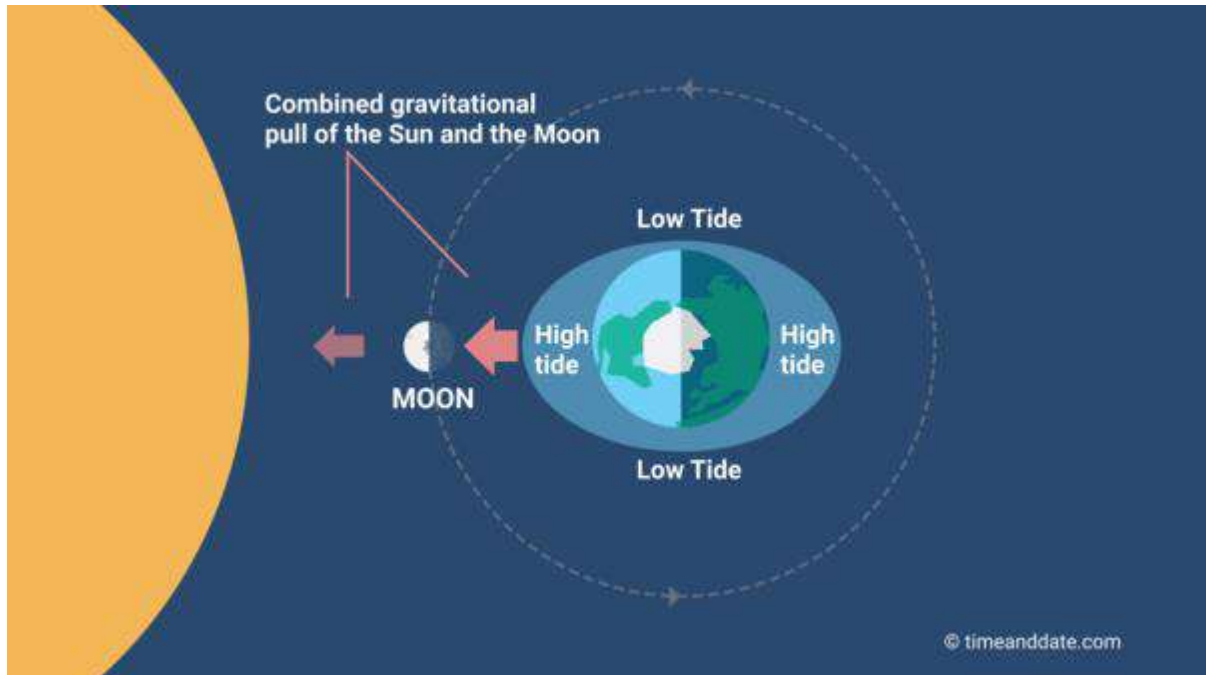 Combined gravitational
pull of the Sun and the Moon
Low Tide
High
tide
High
tide
MOON
Low Tide
© timeanddate.com